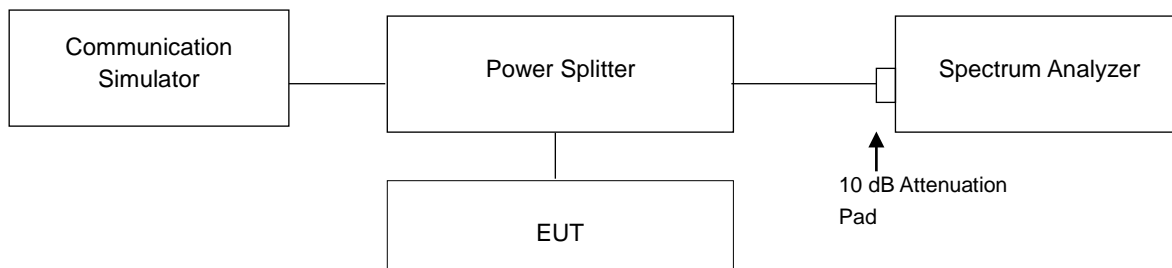 Communication
Simulator
Power Splitter
Spectrum Analyzer
10 dB Attenuation
Pad
EUT